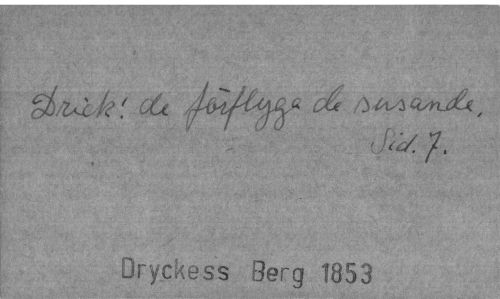 Drick! de förflyga de susande,
Sid. 7.
Dryckess Berg 1853